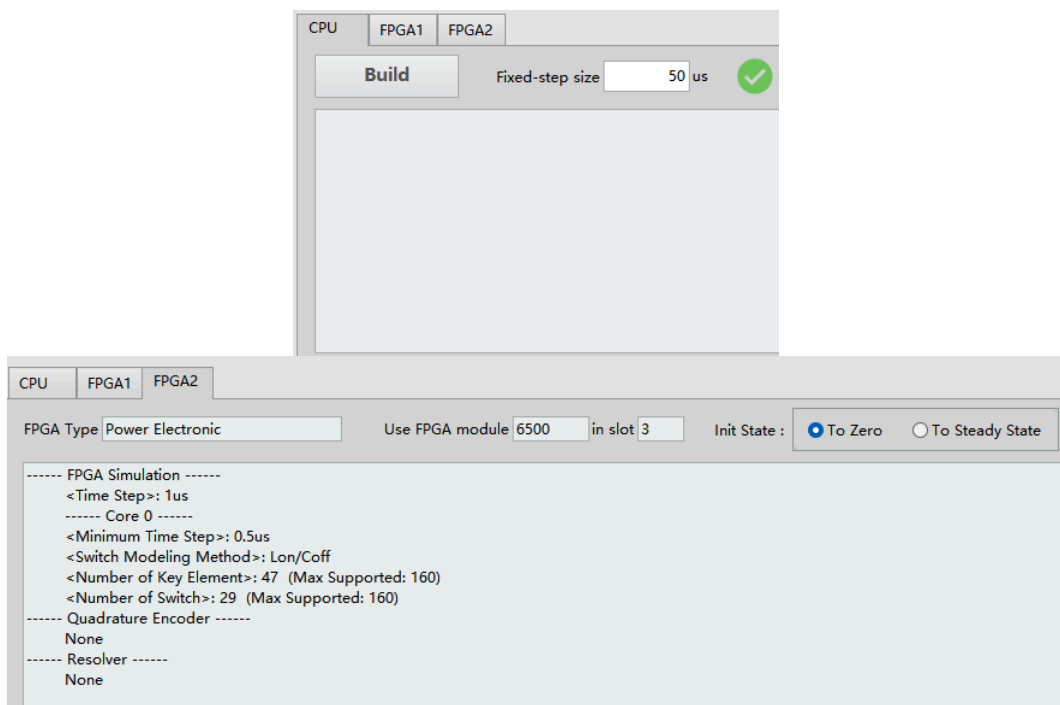 CPU FPGA1 FPGA2
Build Fixed-step size 50 us
CPU FPGA1 FPGA2
FPGA Type Power Electronic Use FPGA module 6500 in slot 3 Init State : To Zero To Steady State
------ FPGA Simulation ------
<Time Step>: 1us
------ Core 0 ------
<Minimum Time Step>: 0.5us
<Switch Modeling Method>: Lon/Coff
<Number of Key Element>: 47 (Max Supported: 160)
<Number of Switch>: 29 (Max Supported: 160)
------ Quadrature Encoder ------
None
------ Resolver ------
None